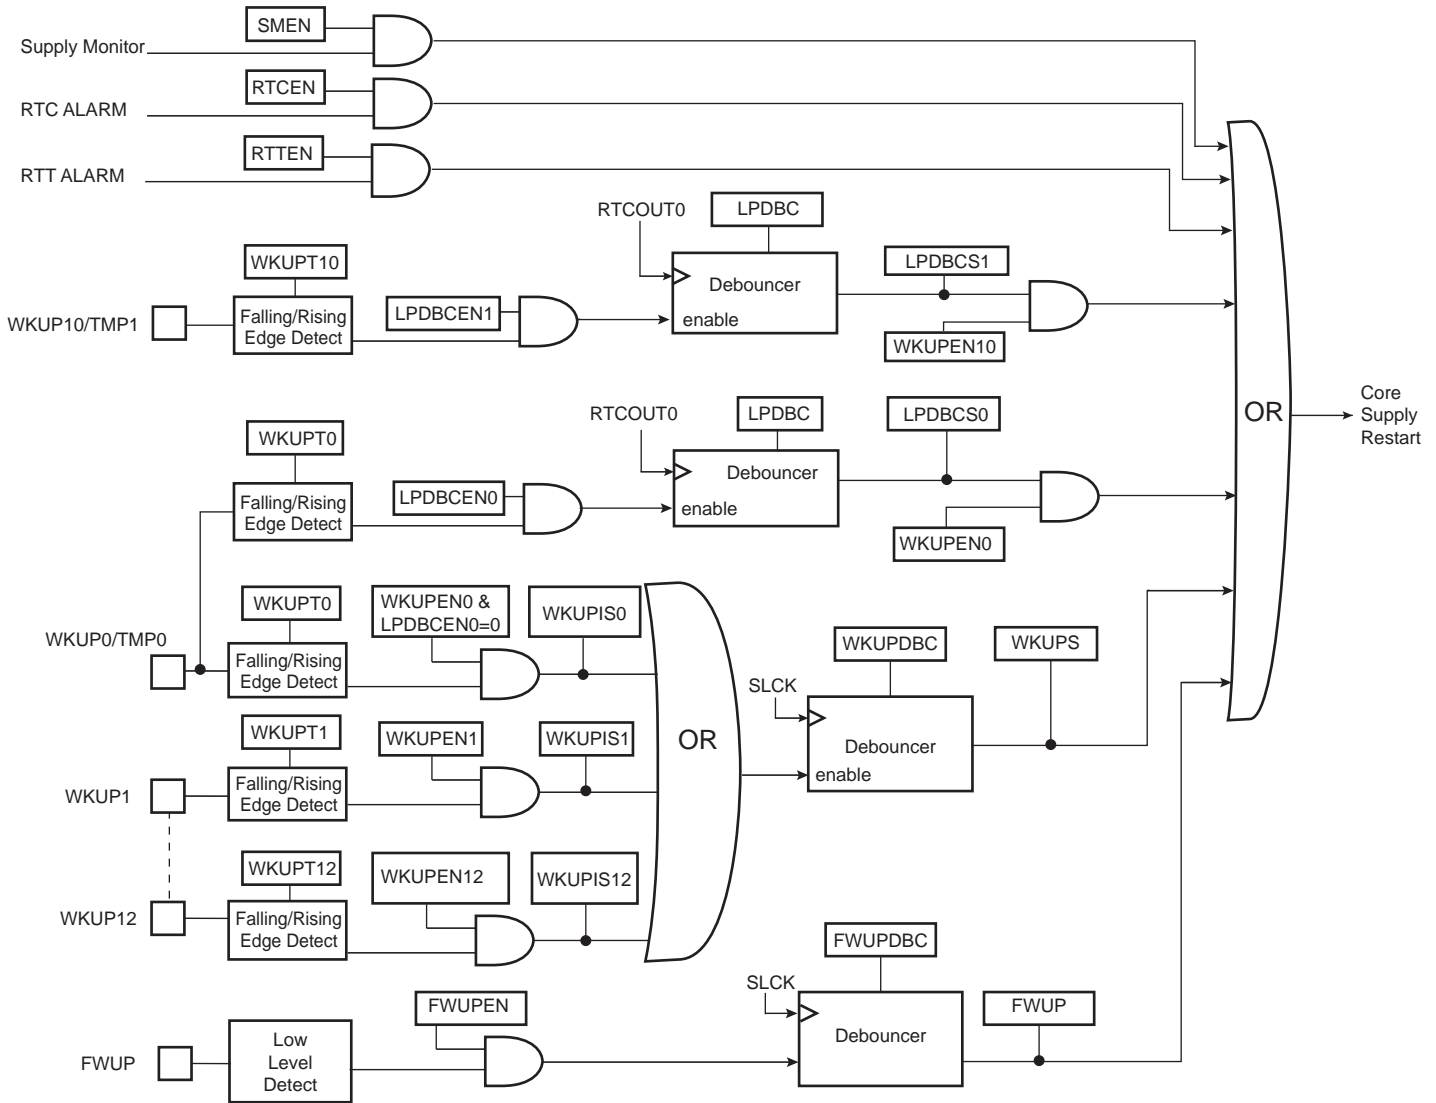 SMEN
Supply Monitor
RTCEN
RTC ALARM
RTTEN
RTT ALARM
RTCOUT0
LPDBC
WKUPT10
LPDBCS1
Debouncer
LPDBCEN1
Falling/Rising
Edge Detect
WKUP10/TMP1
enable
WKUPEN10
RTCOUT0
LPDBC
LPDBCS0
OR
Core
Supply
Restart
WKUPT0
Debouncer
LPDBCEN0
Falling/Rising
Edge Detect
enable
WKUPEN0
WKUPT0
WKUPEN0 &
LPDBCEN0=0
WKUPIS0
WKUP0/TMP0
Falling/Rising
Edge Detect
WKUPDBC
WKUPS
SLCK
WKUPT1
WKUPEN1
WKUPIS1
OR
Debouncer
enable
WKUP1
Falling/Rising
Edge Detect
WKUPT12
WKUPEN12
WKUPIS12
WKUP12
Falling/Rising
Edge Detect
FWUPDBC
SLCK
FWUPEN
FWUP
Debouncer
FWUP
Low
Level
Detect